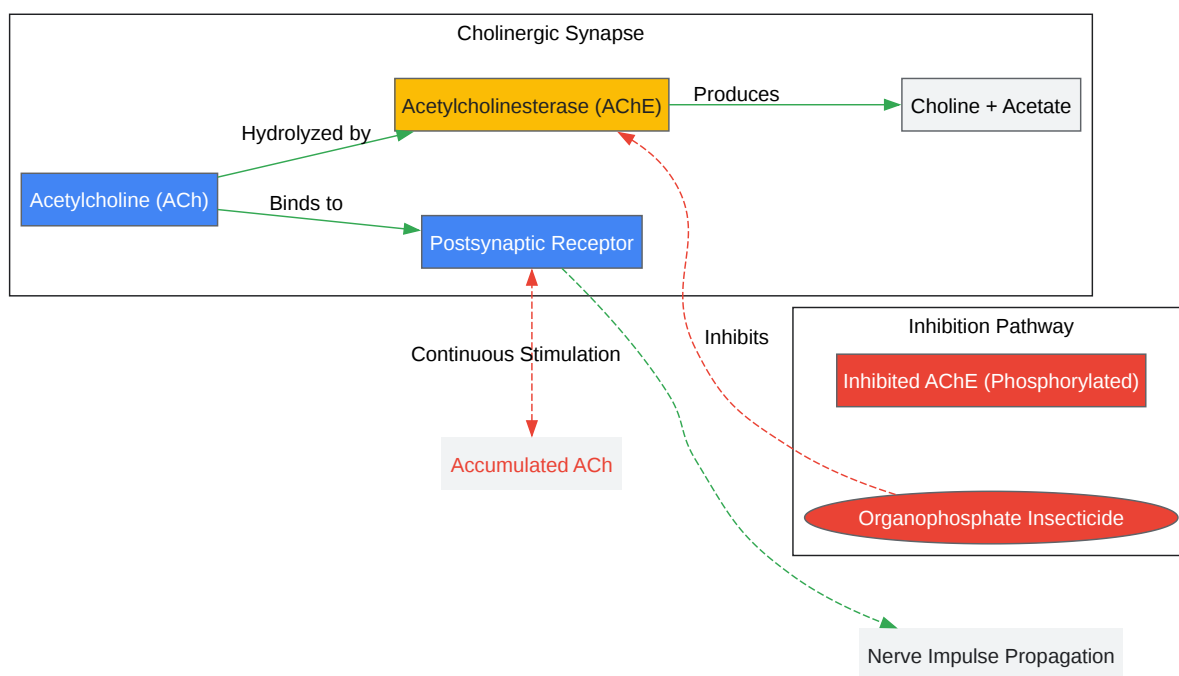 Cholinergic Synapse
Acetylcholinesterase (AChE)
Produces
Choline + Acetate
Hydrolyzed by
Acetylcholine (ACh)
Binds to
Postsynaptic Receptor
Inhibition Pathway
Inhibits
Continuous Stimulation
Inhibited AChE (Phosphorylated)
Accumulated ACh
Organophosphate Insecticide
Nerve Impulse Propagation